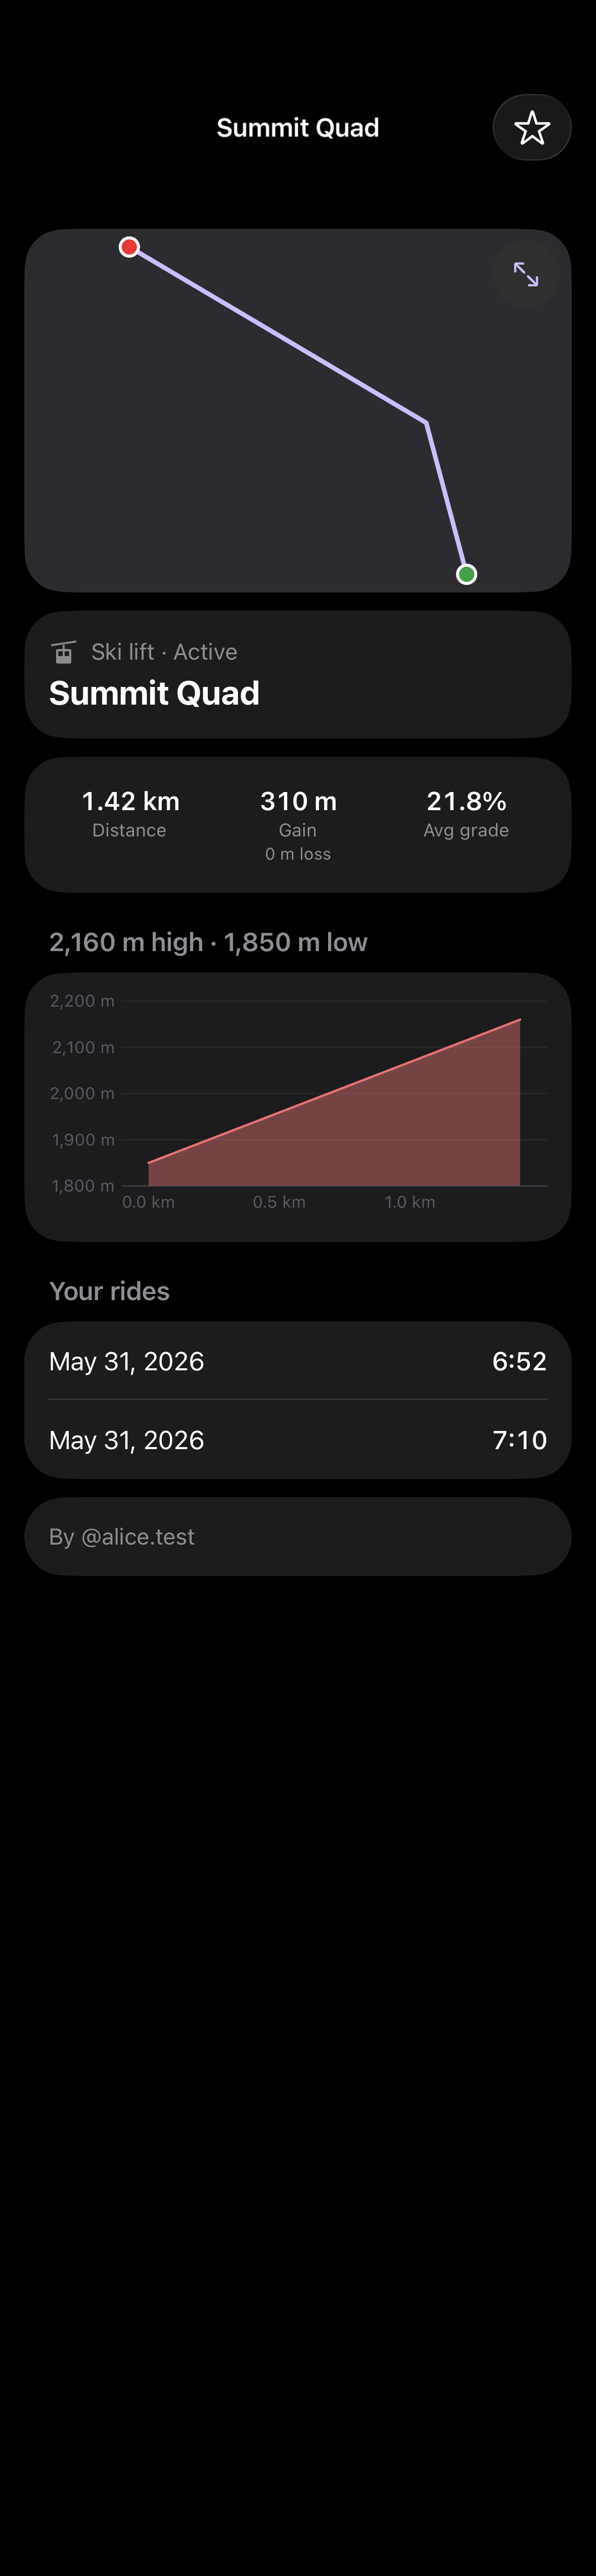 Summit Quad
Ski lift · Active
Summit Quad
1.42 km 310 m 21.8%
Distance Gain Avg grade
0 m loss
2,160 m high · 1,850 m low
2,200 m
2,100 m
2,000 m
1,900 m
1,800 m
0.0 km 0.5 km 1.0 km
Your rides
May 31, 2026 6:52
May 31, 2026 7:10
By @alice.test